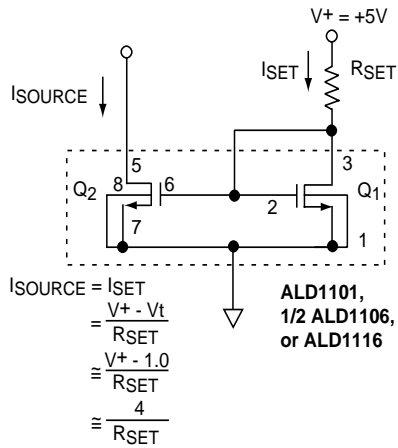 V+ = +5V
ISET
RSET
ISOURCE
5
3
Q2
8
6
2
Q1
7
1
ISOURCE = ISET
= V+ - Vt
RSET
≅ V+ - 1.0
RSET
≅ 4
RSET
ALD1101,
1/2 ALD1106,
or ALD1116